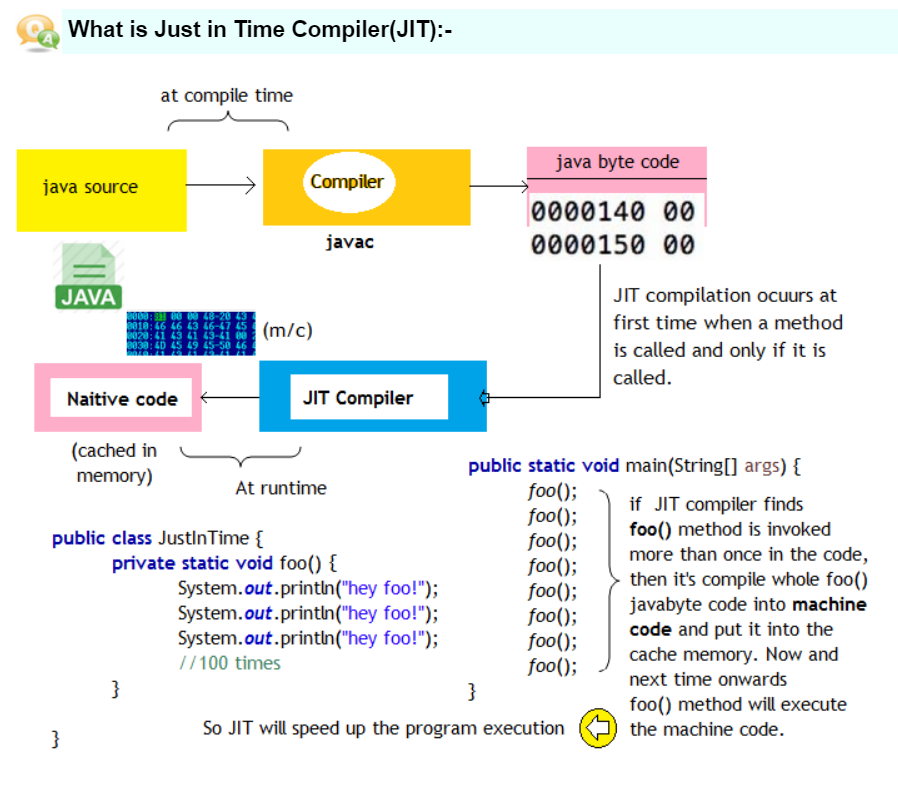 What is Just in Time Compiler(JIT):-
at compile time
java source
Compiler
javac
java byte code
0000140 00
0000150 00
JAVA
JIT compilation ocuurs at
first time when a method
is called and only if it is
called.
(m/c)
Naitive code
JIT Compiler
(cached in
memory)
At runtime
public static void main(String[] args) {
foo();
foo();
foo();
foo();
foo();
foo();
foo();
foo();
}
if JIT compiler finds
foo() method is invoked
more than once in the code,
then it's compile whole foo()
javabyte code into machine
code and put it into the
cache memory. Now and
next time onwards
foo() method will execute
the machine code.
public class JustInTime {
private static void foo() {
System.out.println("hey foo!");
System.out.println("hey foo!");
System.out.println("hey foo!");
//100 times
}
}
So JIT will speed up the program execution